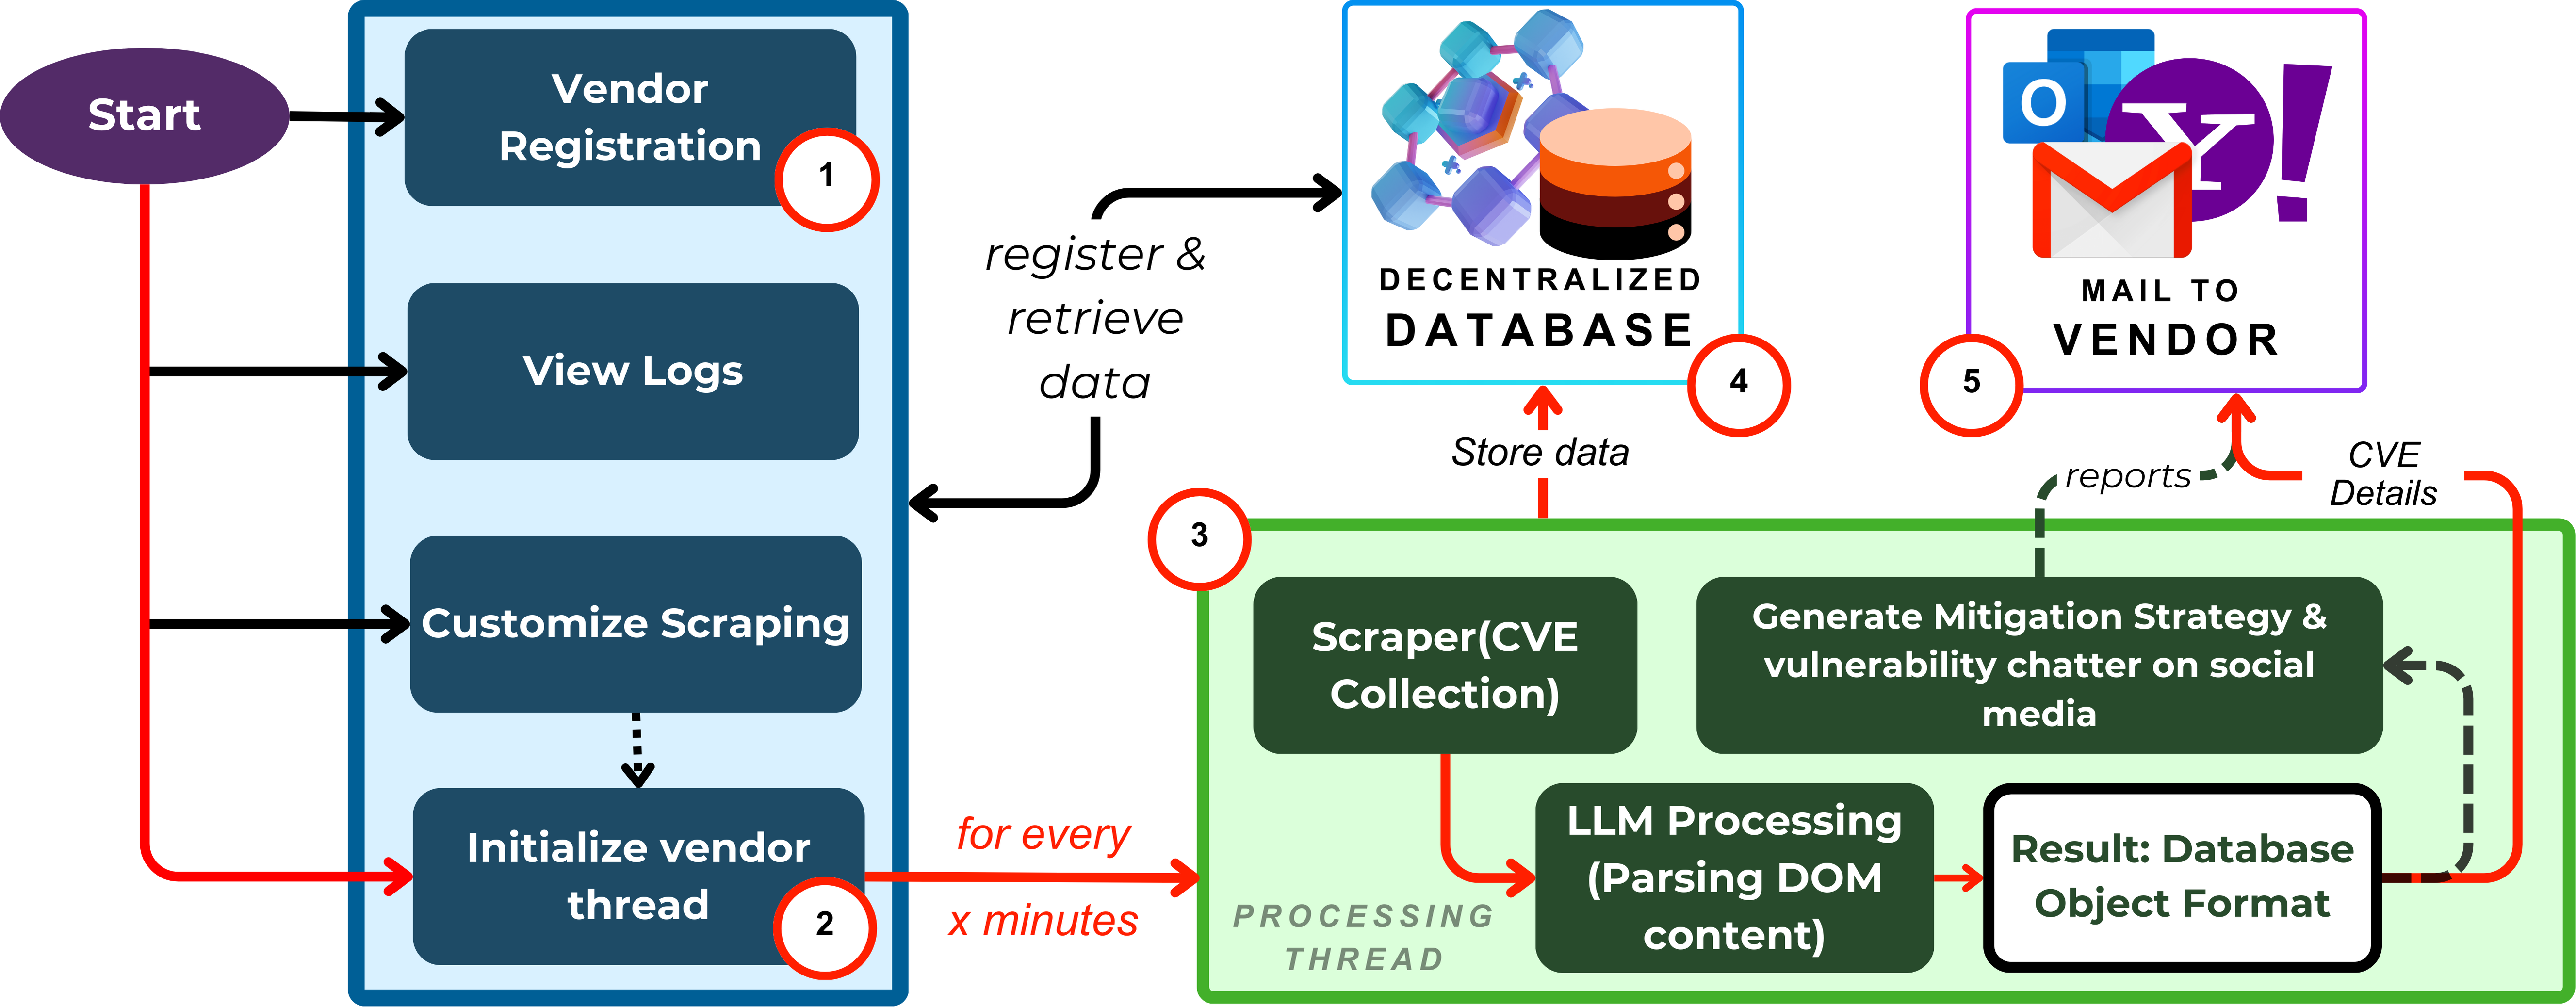 Start
Vendor
Registration
1
View Logs
Customize Scraping
Initialize vendor
thread
2
register &
retrieve
data
for every
x minutes
DECENTRALIZED
DATABASE
4
O
Y!
MAIL TO
VENDOR
5
Store data
reports
CVE
Details
3
Scraper(CVE
Collection)
Generate Mitigation Strategy &
vulnerability chatter on social
media
LLM Processing
(Parsing DOM
content)
Result: Database
Object Format
PROCESSING
THREAD